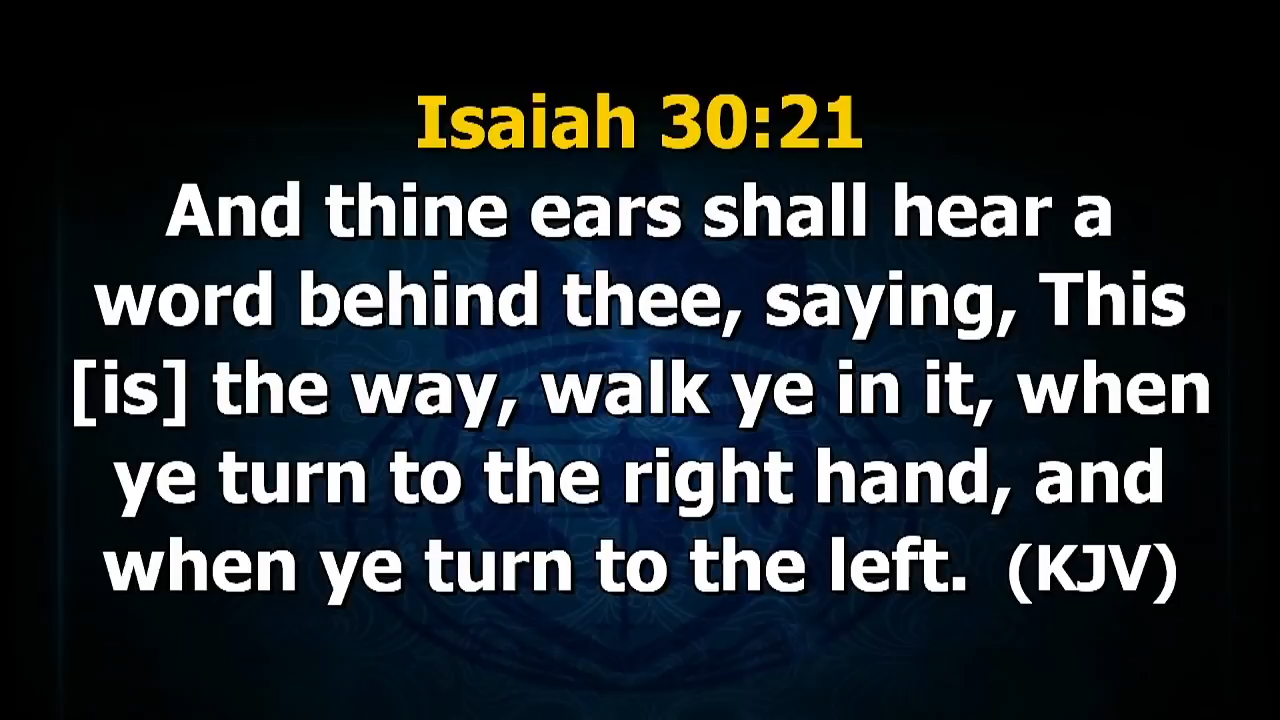 Isaiah 30:21
And thine ears shall hear a
word behind thee, saying, This
[is] the way, walk ye in it, when
ye turn to the right hand, and
when ye turn to the left. (KJV)